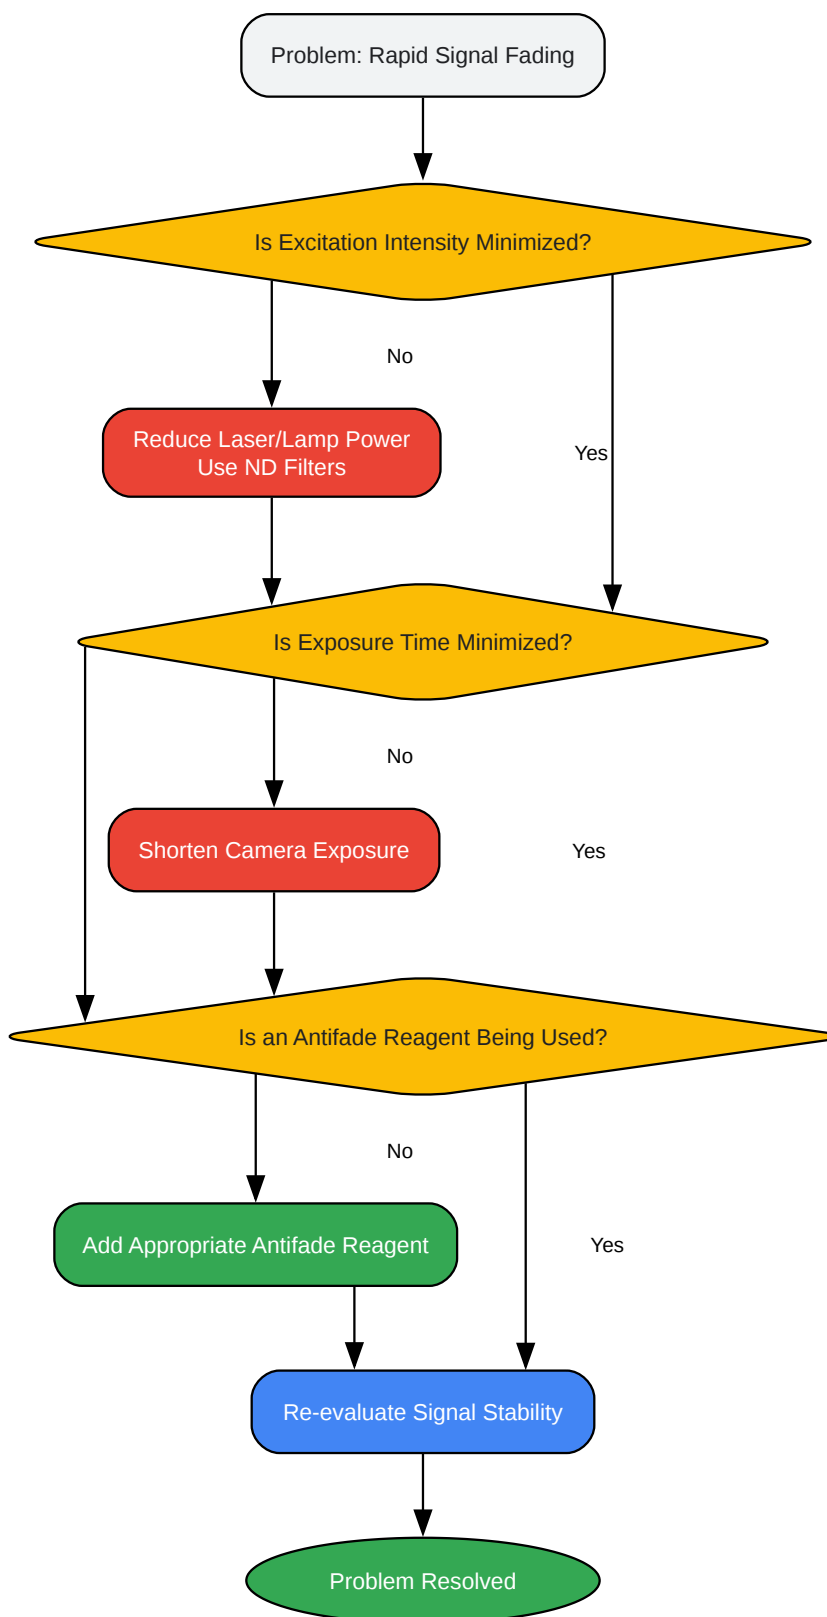 Problem: Rapid Signal Fading
Is Excitation Intensity Minimized?
No
Reduce Laser/Lamp Power
Use ND Filters
Yes
Is Exposure Time Minimized?
No
Shorten Camera Exposure
Yes
Is an Antifade Reagent Being Used?
No
Add Appropriate Antifade Reagent
Yes
Re-evaluate Signal Stability
Problem Resolved